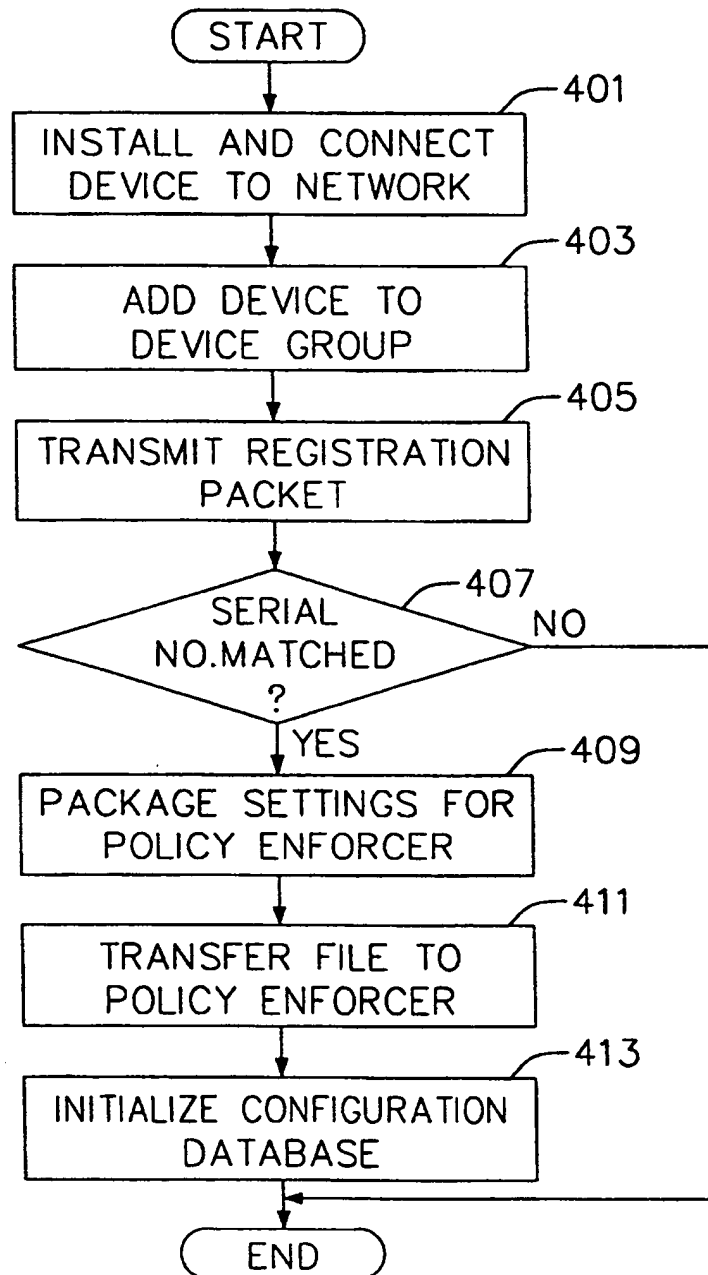 START
401
INSTALL AND CONNECT
DEVICE TO NETWORK
403
ADD DEVICE TO
DEVICE GROUP
405
TRANSMIT REGISTRATION
PACKET
407
SERIAL
NO.MATCHED
?
NO
YES
409
PACKAGE SETTINGS FOR
POLICY ENFORCER
411
TRANSFER FILE TO
POLICY ENFORCER
413
INITIALIZE CONFIGURATION
DATABASE
END